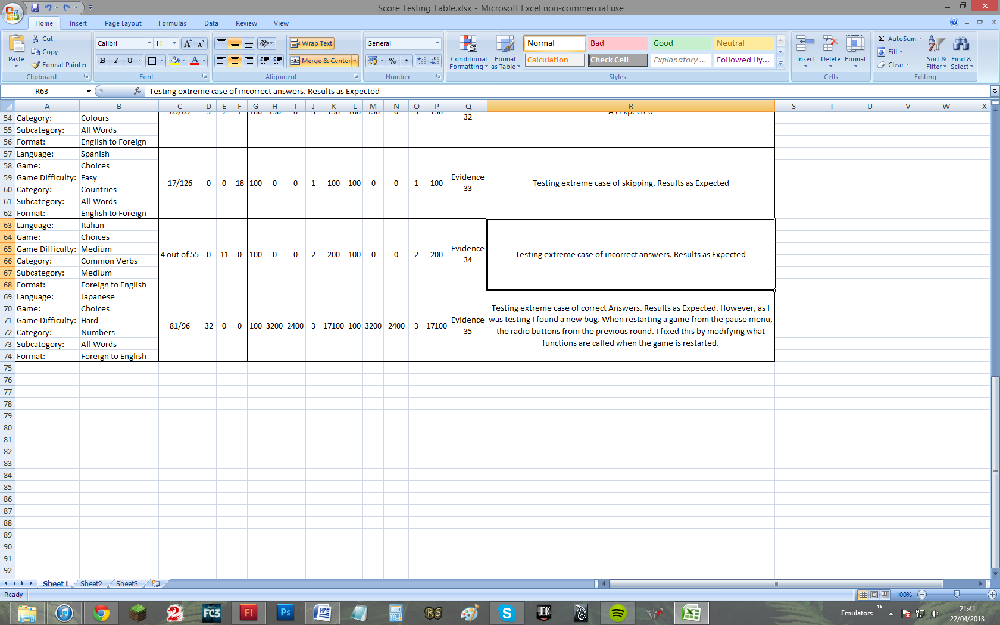 Score Testing Table.xlsx - Microsoft Excel non-commercial use
Home Insert Page Layout Formulas Data Review View
Paste Cut Copy Format Painter Clipboard
Calibri 11 A A B I U A Font
Wrap Text Merge & Center Alignment
General % , .00 Number
Conditional Formatting Format as Table
Normal Bad Good Neutral
Calculation Check Cell Explanatory ... Followed Hy...
Styles
Insert Delete Format Cells
Σ AutoSum Fill Clear Sort & Filter Find & Select Editing
R63 fx Testing extreme case of incorrect answers. Results as Expected
A B C D E F G H I J K L M N O P Q R S T U V W X
As Expected
54 Category: Colours 32
55 Subcategory: All Words
56 Format: English to Foreign
57 Language: Spanish
58 Game: Choices
59 Game Difficulty: Easy
60 Category: Countries
61 Subcategory: All Words
62 Format: English to Foreign
17/126 0 0 18 100 0 0 1 100 100 0 0 1 100 Evidence 33 Testing extreme case of skipping. Results as Expected
63 Language: Italian
64 Game: Choices
65 Game Difficulty: Medium
66 Category: Common Verbs
67 Subcategory: Medium
68 Format: Foreign to English
4 out of 55 0 11 0 100 0 0 2 200 100 0 0 2 200 Evidence 34 Testing extreme case of incorrect answers. Results as Expected
69 Language: Japanese
70 Game: Choices
71 Game Difficulty: Hard
72 Category: Numbers
73 Subcategory: All Words
74 Format: Foreign to English
81/96 32 0 0 100 3200 2400 3 17100 100 3200 2400 3 17100 Evidence 35
Testing extreme case of correct Answers. Results as Expected. However, as I
was testing I found a new bug. When restarting a game from the pause menu,
the radio buttons from the previous round. I fixed this by modifying what
functions are called when the game is restarted.
75
76
77
78
79
80
81
82
83
84
85
86
87
88
89
90
91
92
Sheet1 Sheet2 Sheet3
Ready 100%
2 FC3 Fl Ps W RS S UDK Emulators 21:41
22/04/2013